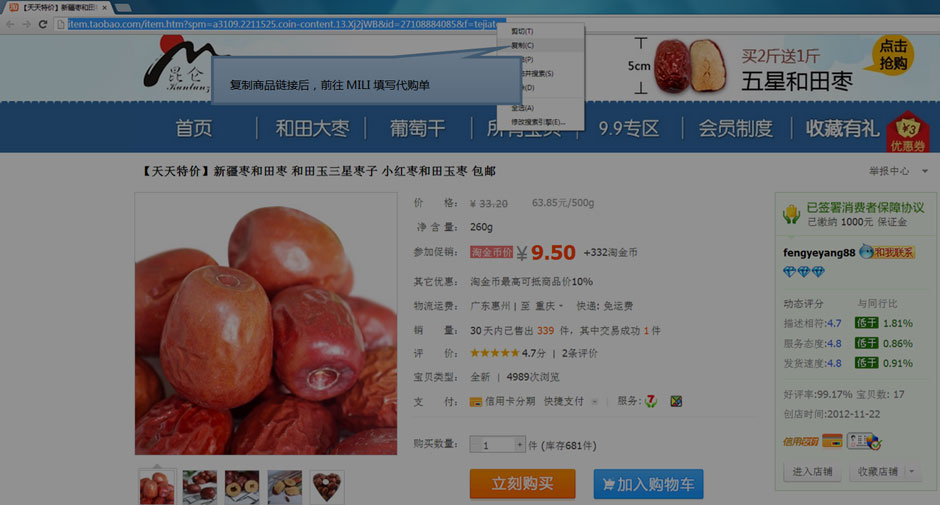 【天天特价】新疆枣和田枣
item.taobao.com/item.htm?spm=a3109.2211525.coin-content.13.Xj2jWB&id=27108884085&f=tejiate
剪切(T)
复制(C)
全选(A)
修改搜索引擎(E)...
复制商品链接后，前往 MILI 填写代购单
昆仑
Kunlunz
5cm
买2斤送1斤
五星和田枣
点击
抢购
首页 和田大枣 葡萄干 9.9专区 会员制度 收藏有礼
¥3
优惠券
【天天特价】新疆枣和田枣 和田玉三星枣子 小红枣和田玉枣 包邮
举报中心
价 格： ¥ 33.20 63.85元/500g
净 含 量： 260g
参加促销： 淘金币价 ¥ 9.50 +332淘金币
其它优惠： 淘金币最高可抵商品价10%
物流运费： 广东惠州 | 至 重庆 快递: 免运费
销 量： 30 天内已售出 339 件，其中交易成功 1 件
评 价： 4.7分 | 2条评价
宝贝类型： 全新 | 4989次浏览
支 付： 信用卡分期 快捷支付 | 服务: 7
购买数量： - 1 + 件 (库存681件)
立刻购买 加入购物车
已签署消费者保障协议
已缴纳 1000元 保证金
fengyeyang88 和我联系
动态评分 与同行比
描述相符:4.7 低于 1.81%
服务态度:4.8 低于 0.86%
发货速度:4.8 低于 0.91%
好评率:99.17% 宝贝数: 17
创店时间:2012-11-22
进入店铺 收藏店铺